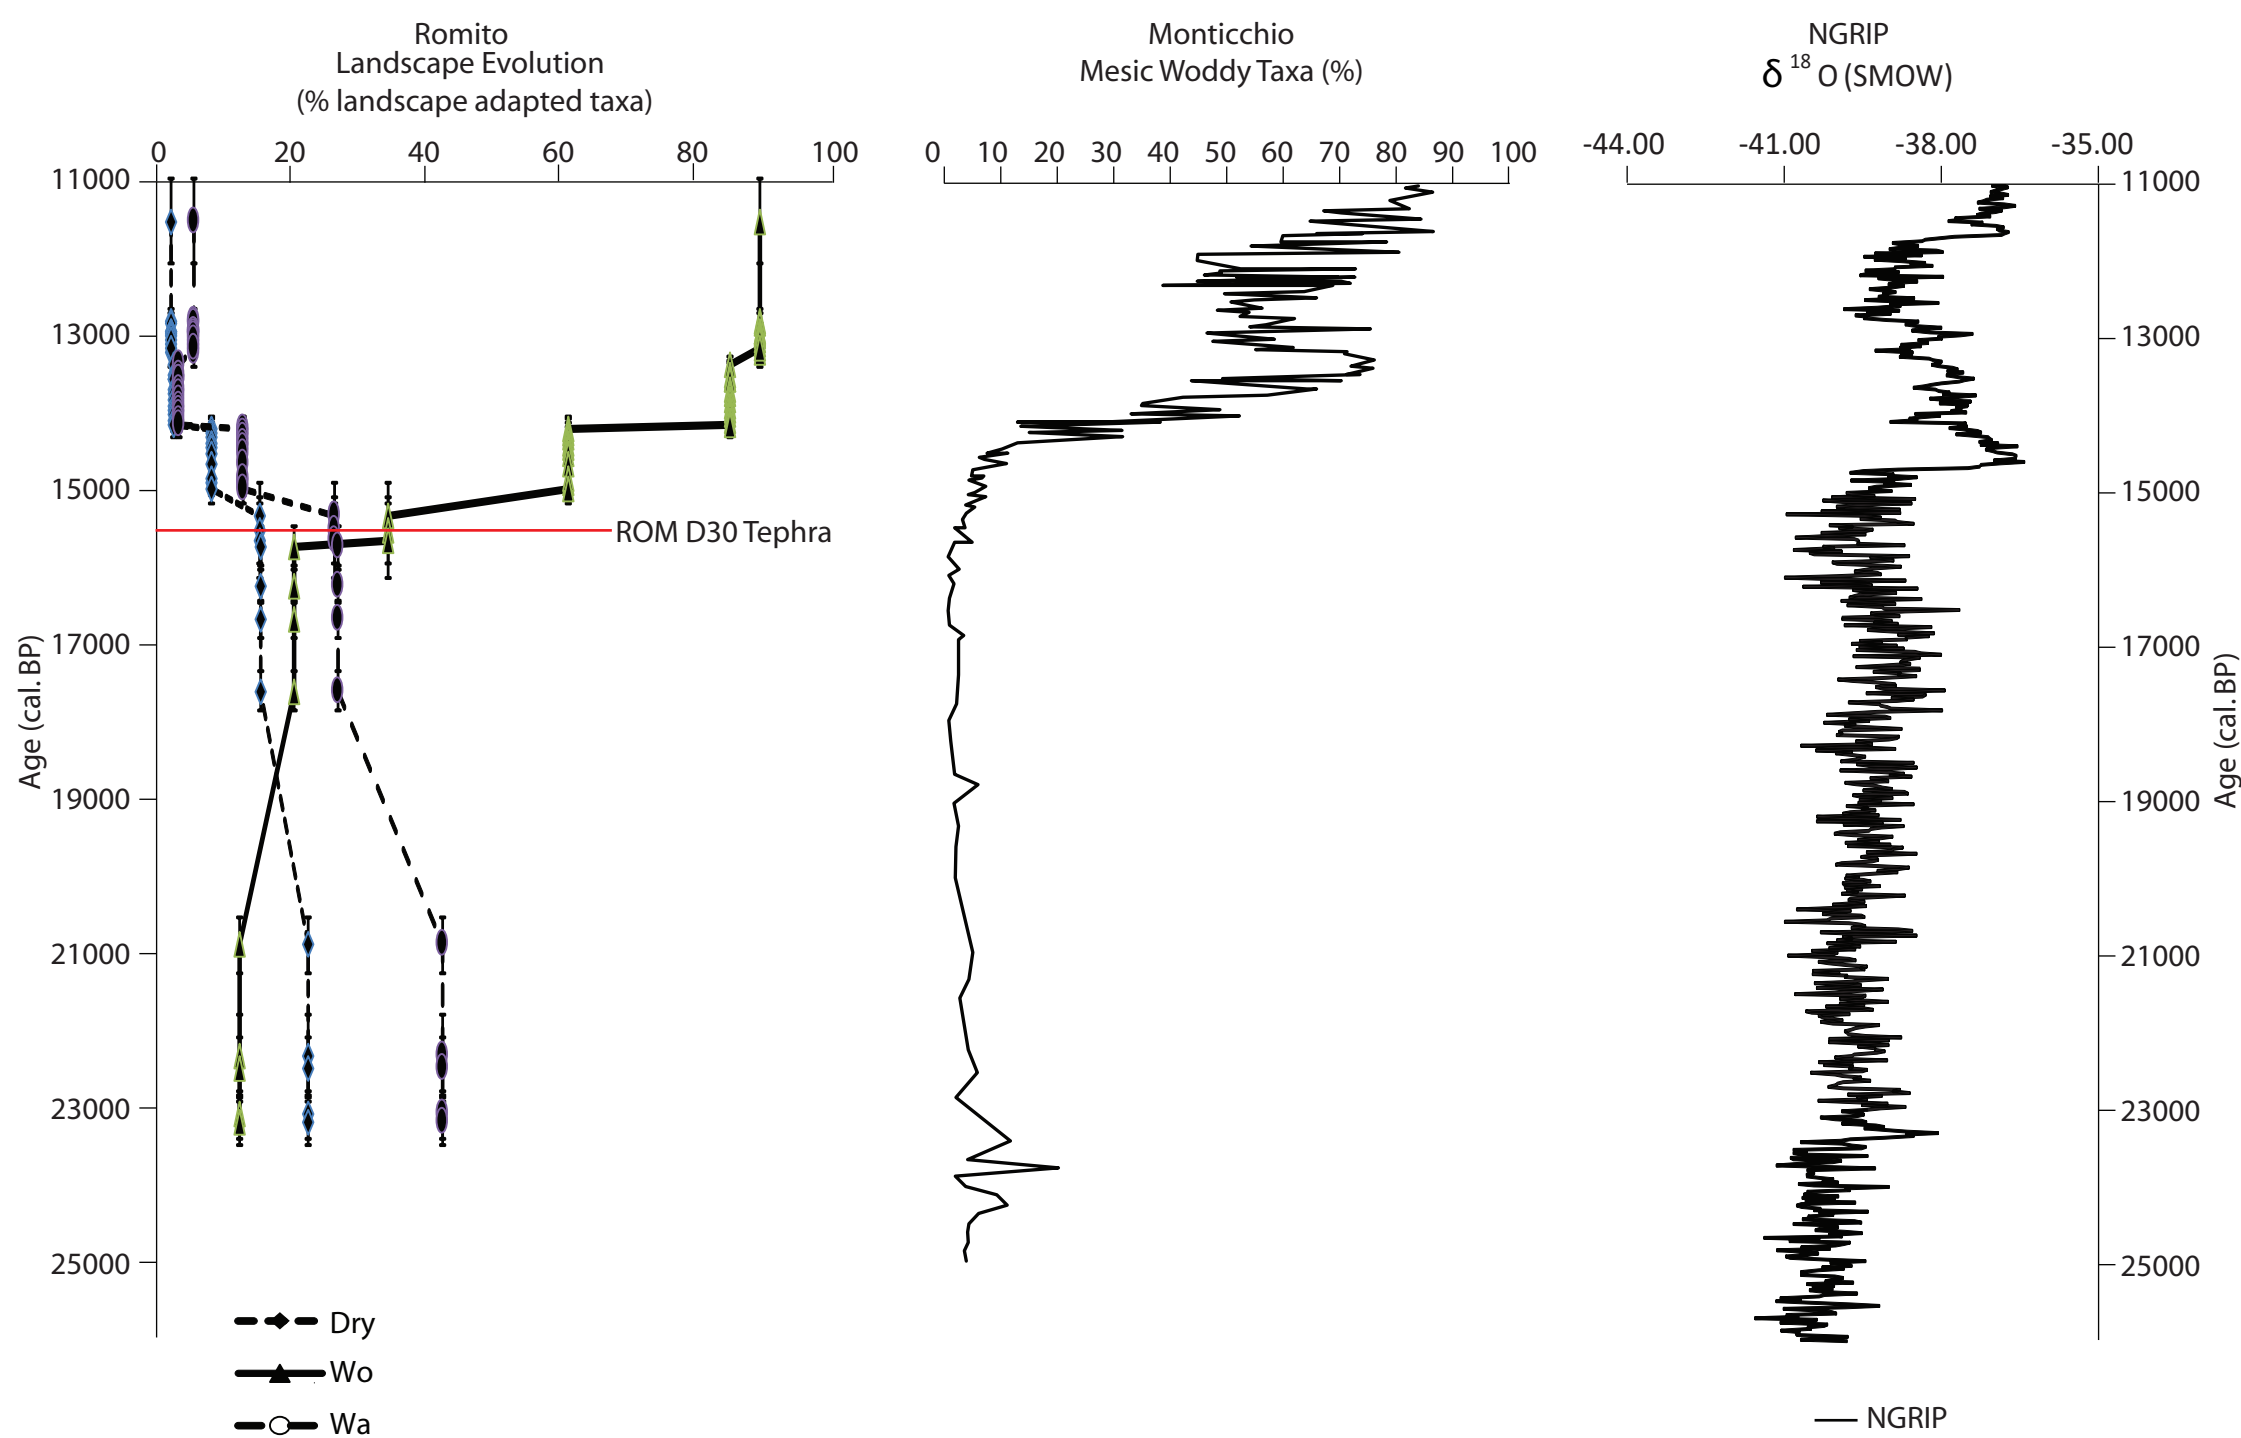 Romito
Landscape Evolution
(% landscape adapted taxa)
0 20 40 60 80 100
11000
13000
15000
17000
19000
21000
23000
25000
Age (cal. BP)
ROM D30 Tephra
Dry
Wo
Wa
Monticchio
Mesic Woddy Taxa (%)
0 10 20 30 40 50 60 70 80 90 100
NGRIP
δ 18 O (SMOW)
-44.00 -41.00 -38.00 -35.00
11000
13000
15000
17000
19000
21000
23000
25000
Age (cal. BP)
NGRIP